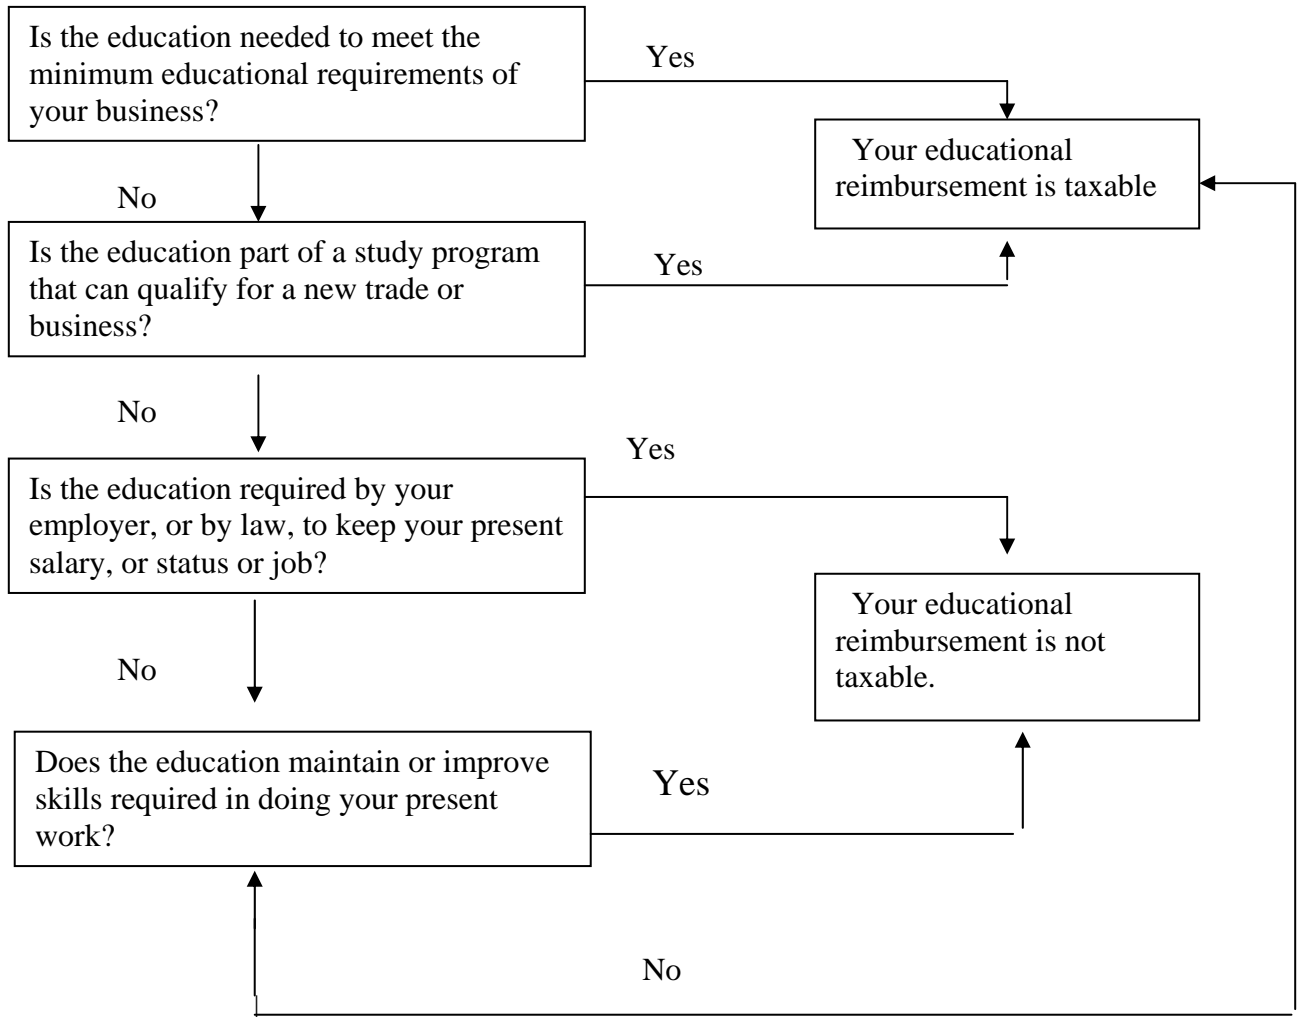 Is the education needed to meet the
minimum educational requirements of
your business?
Yes
Your educational
reimbursement is taxable
No
Is the education part of a study program
that can qualify for a new trade or
business?
Yes
No
Yes
Is the education required by your
employer, or by law, to keep your present
salary, or status or job?
Your educational
reimbursement is not
taxable.
No
Does the education maintain or improve
skills required in doing your present
work?
Yes
No